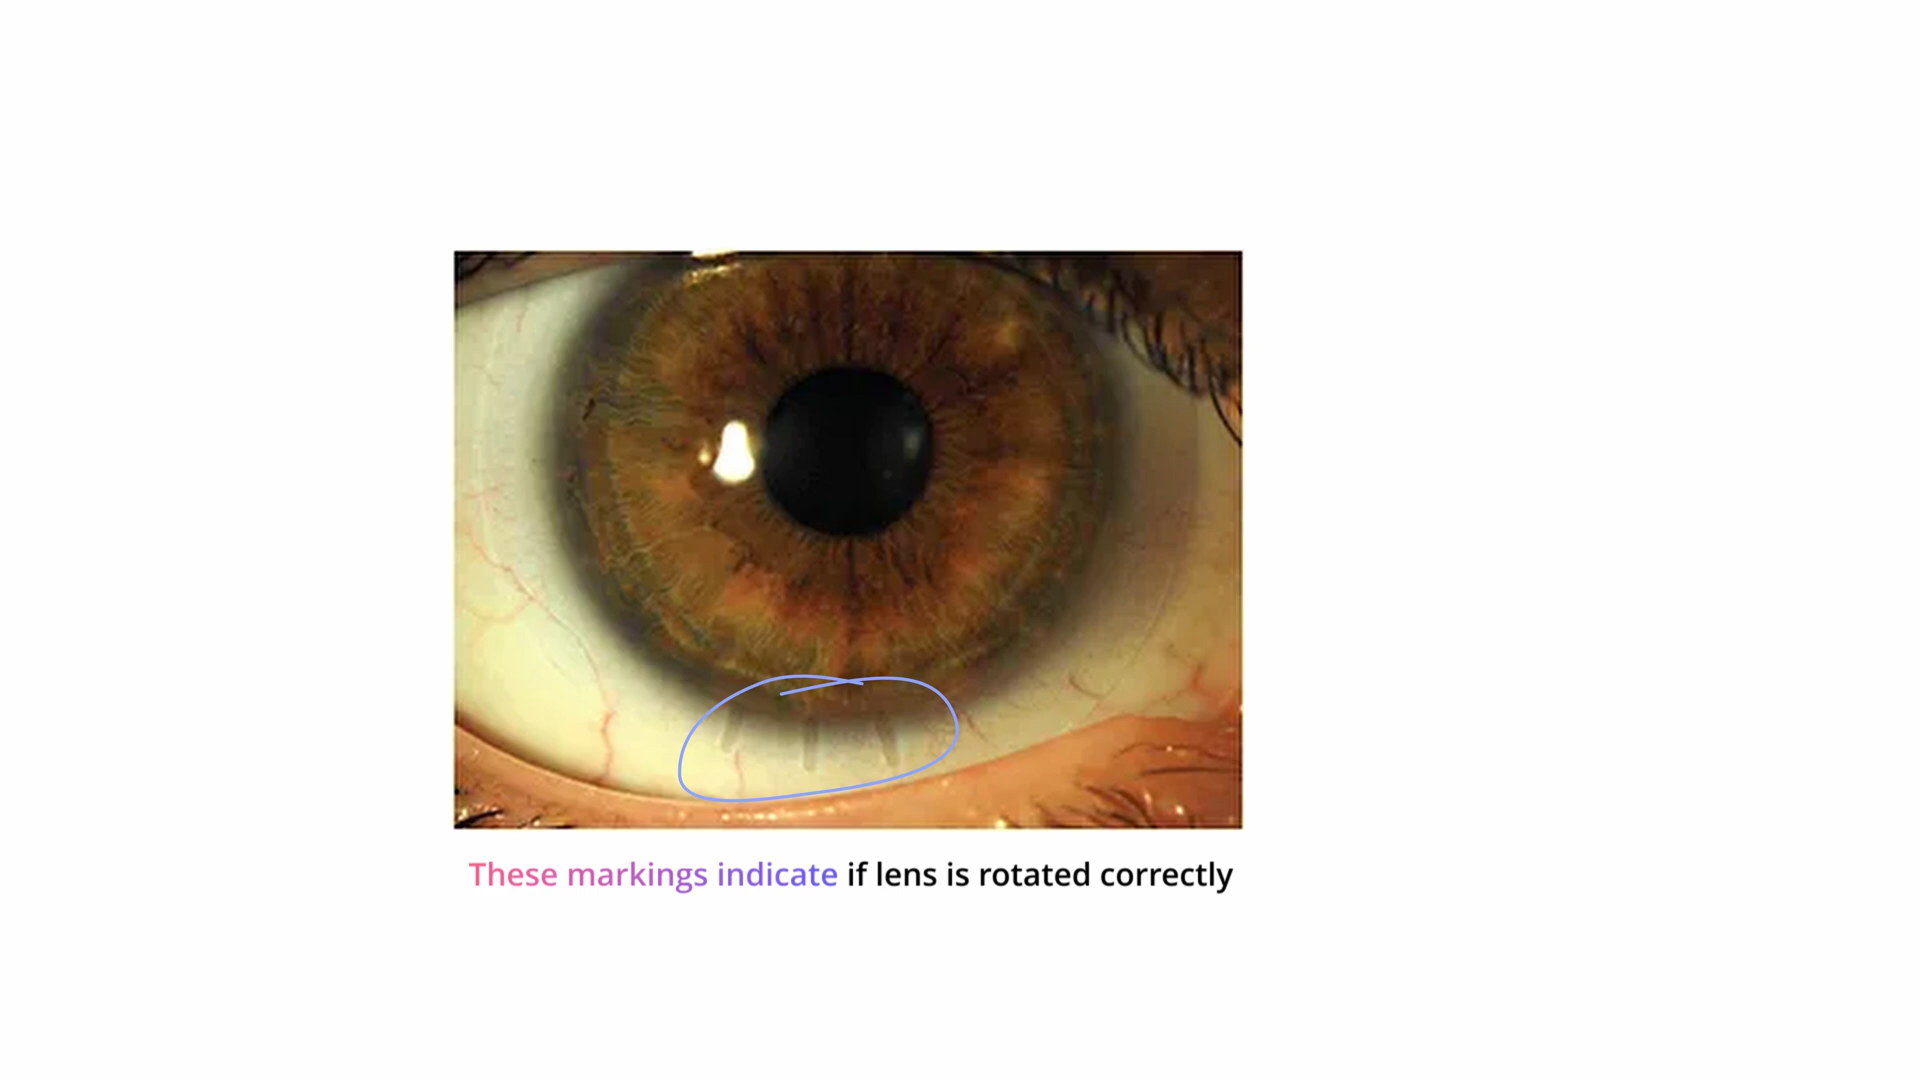 These markings indicate if lens is rotated correctly